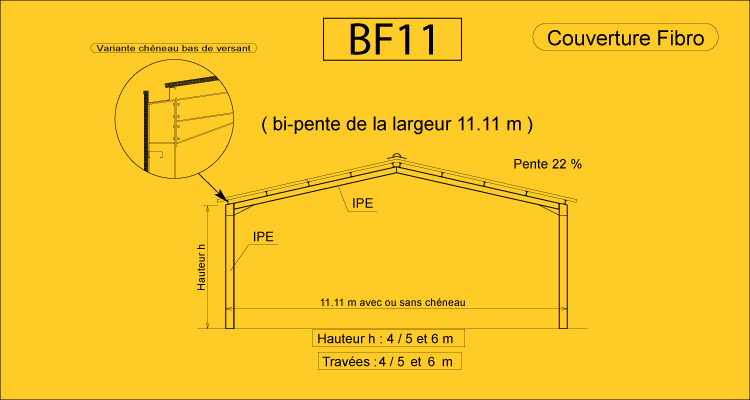 BF11
Couverture Fibro
Variante chéneau bas de versant
( bi-pente de la largeur 11.11 m )
Pente 22 %
IPE
IPE
Hauteur h
11.11 m avec ou sans chéneau
Hauteur h : 4 / 5 et 6 m
Travées : 4 / 5 et 6 m